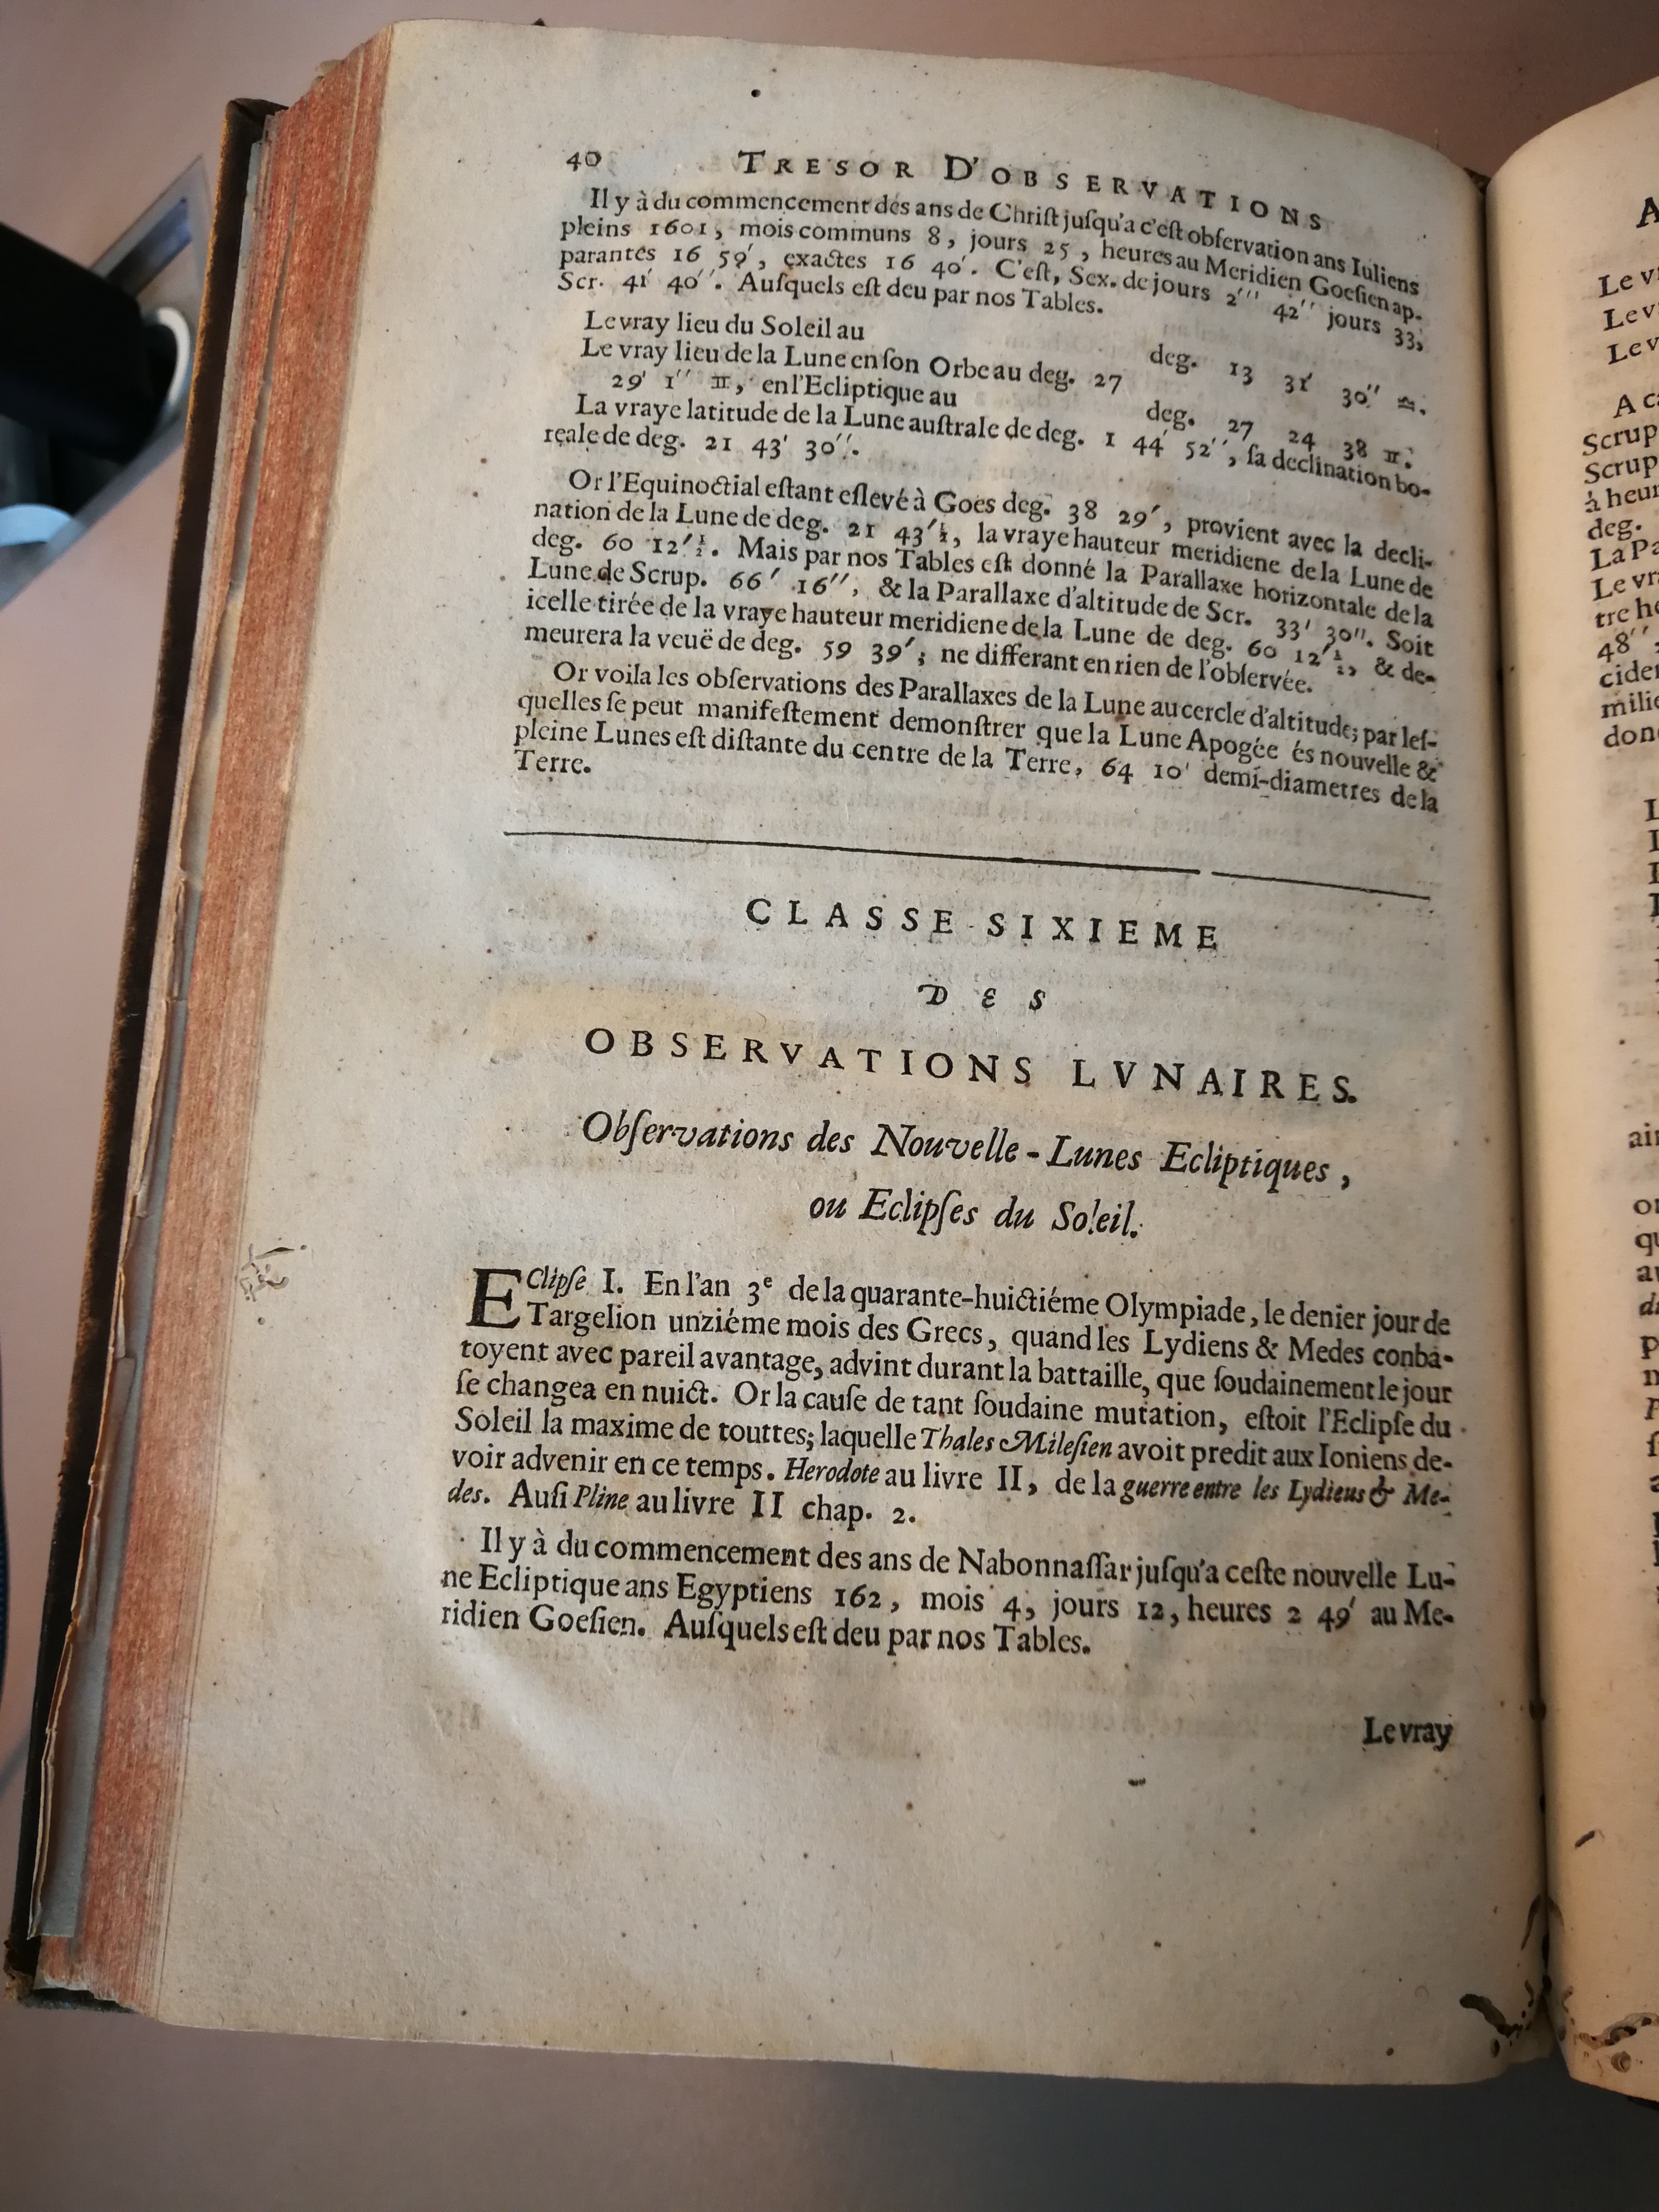 40 TRESOR D'OBSERVATIONS
Il y à du commencement des ans de Chriſt juſqu'a c'eſt obſervation ans Iuliens
pleins 1601, mois communs 8, jours 25, heures au Meridien Goeſien ap-
parantes 16 59′, exactes 16 40′. C'eſt, Sex. de jours 2‴ 42″ jours 33,
Scr. 41′ 40″. Auſquels eſt deu par nos Tables.
Le vray lieu du Soleil au deg. 13 31′ 30″ ♎.
Le vray lieu de la Lune en ſon Orbe au deg. 27
29′ 1″ ♊, en l'Ecliptique au deg. 27 24 38 ♊.
La vraye latitude de la Lune auſtrale de deg. 1 44′ 52″, ſa declination bo-
reale de deg. 21 43′ 30″.
Or l'Equinoctial eſtant eſlevé à Goes deg. 38 29′, provient avec la decli-
nation de la Lune de deg. 21 43′½, la vraye hauteur meridiene de la Lune de
deg. 60 12′½. Mais par nos Tables eſt donné la Parallaxe horizontale de la
Lune de Scrup. 66′ 16″, & la Parallaxe d'altitude de Scr. 33′ 30″. Soit
icelle tirée de la vraye hauteur meridiene de la Lune de deg. 60 12′½, & de-
meurera la veuë de deg. 59 39′; ne differant en rien de l'obſervée.
Or voila les obſervations des Parallaxes de la Lune au cercle d'altitude; par leſ-
quelles ſe peut manifeſtement demonſtrer que la Lune Apogée és nouvelle &
pleine Lunes eſt diſtante du centre de la Terre, 64 10′ demi-diametres de la
Terre.
CLASSE SIXIEME
DES
OBSERVATIONS LVNAIRES.
Obſervations des Nouvelle-Lunes Ecliptiques,
ou Eclipſes du Soleil.
EClipſe I. En l'an 3e de la quarante-huictiéme Olympiade, le denier jour de
Targelion unziéme mois des Grecs, quand les Lydiens & Medes conba-
toyent avec pareil avantage, advint durant la battaille, que ſoudainement le jour
ſe changea en nuict. Or la cauſe de tant ſoudaine mutation, eſtoit l'Eclipſe du
Soleil la maxime de touttes; laquelle Thales Mileſien avoit predit aux Ioniens de-
voir advenir en ce temps. Herodote au livre II, de la guerre entre les Lydieus & Me-
des. Auſi Pline au livre II chap. 2.
Il y à du commencement des ans de Nabonnaſſar juſqu'a ceſte nouvelle Lu-
ne Ecliptique ans Egyptiens 162, mois 4, jours 12, heures 2 49′ au Me-
ridien Goeſien. Auſquels eſt deu par nos Tables.
Le vray